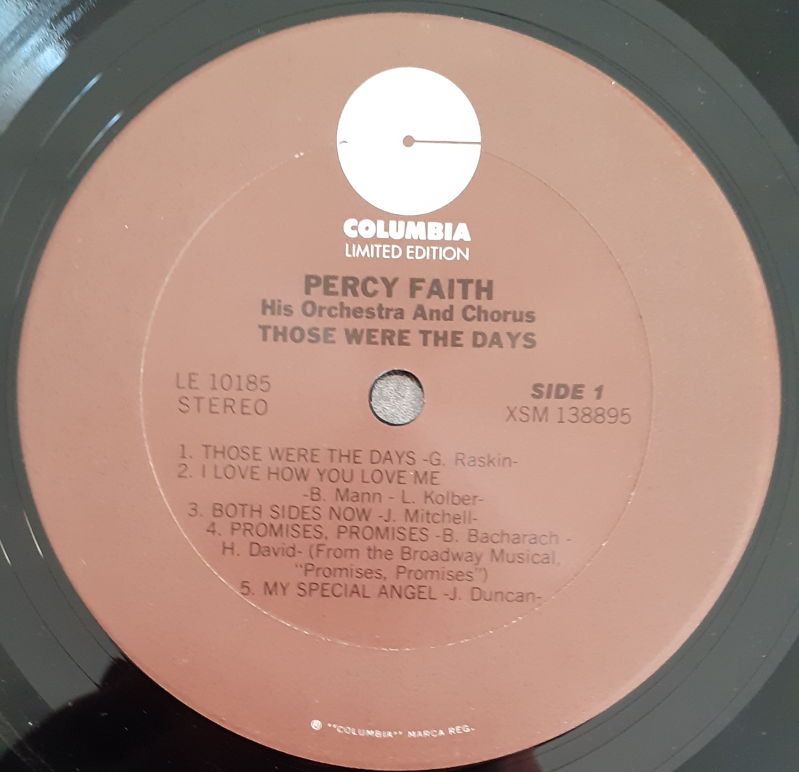 COLUMBIA
LIMITED EDITION
PERCY FAITH
His Orchestra And Chorus
THOSE WERE THE DAYS
LE 10185
STEREO
SIDE 1
XSM 138895
1. THOSE WERE THE DAYS -G. Raskin-
2. I LOVE HOW YOU LOVE ME
-B. Mann - L. Kolber-
3. BOTH SIDES NOW -J. Mitchell-
4. PROMISES, PROMISES -B. Bacharach -
H. David- (From the Broadway Musical,
"Promises, Promises")
5. MY SPECIAL ANGEL -J. Duncan-
® "COLUMBIA" MARCA REG.